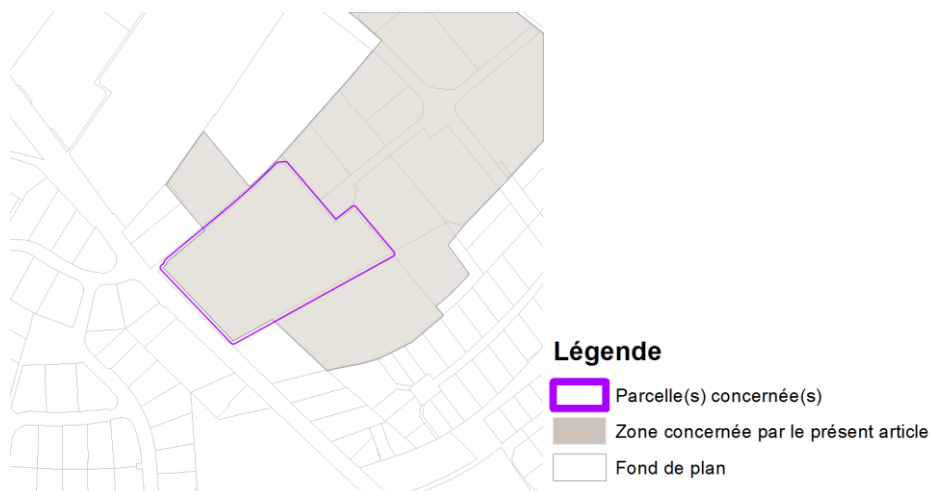 Légende
Parcelle(s) concernée(s)
Zone concernée par le présent article
Fond de plan